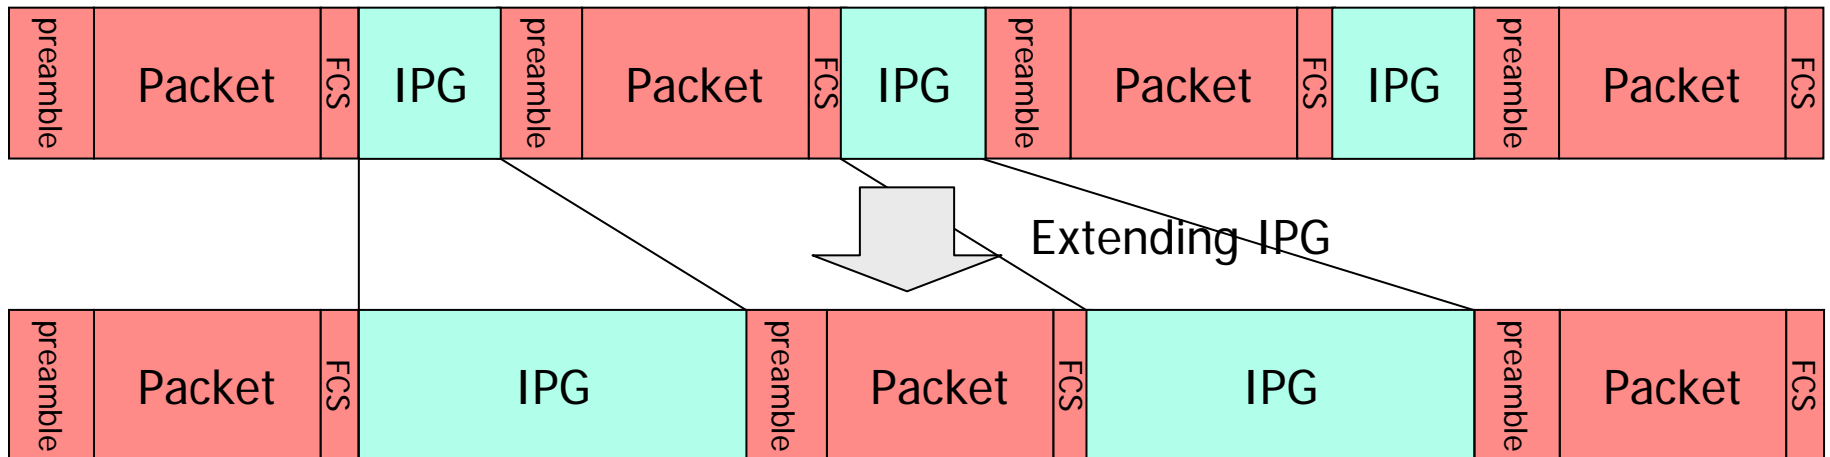 preamble Packet FCS IPG preamble Packet FCS IPG preamble Packet FCS IPG preamble Packet FCS
Extending IPG
preamble Packet FCS IPG preamble Packet FCS IPG preamble Packet FCS